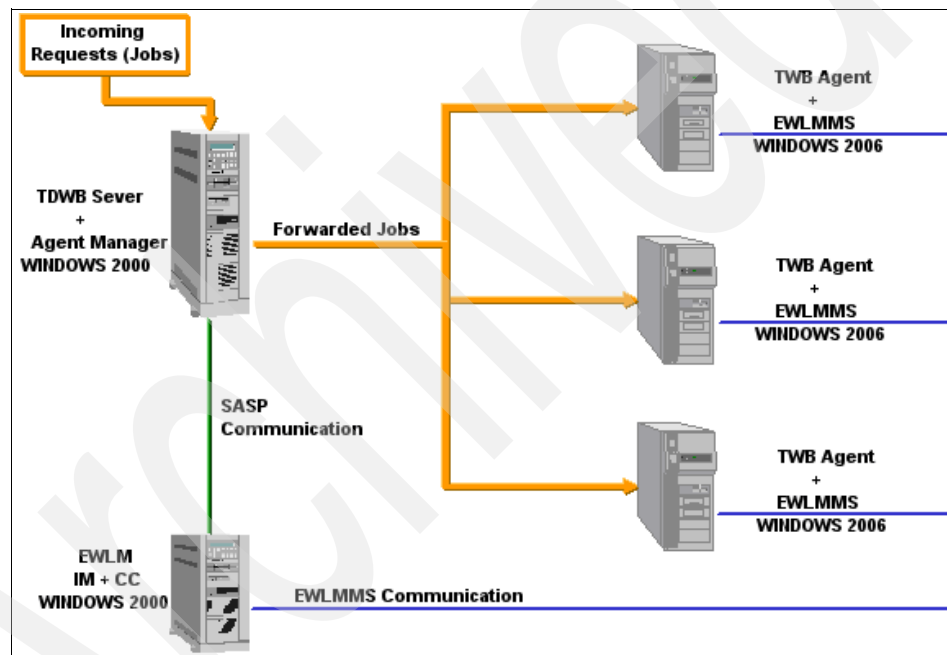 Incoming
Requests (Jobs)
TDWB Sever
+
Agent Manager
WINDOWS 2000
Forwarded Jobs
TWB Agent
+
EWLMMS
WINDOWS 2006
TWB Agent
+
EWLMMS
WINDOWS 2006
TWB Agent
+
EWLMMS
WINDOWS 2006
SASP
Communication
EWLM
IM + CC
WINDOWS 2000
EWLMMS Communication